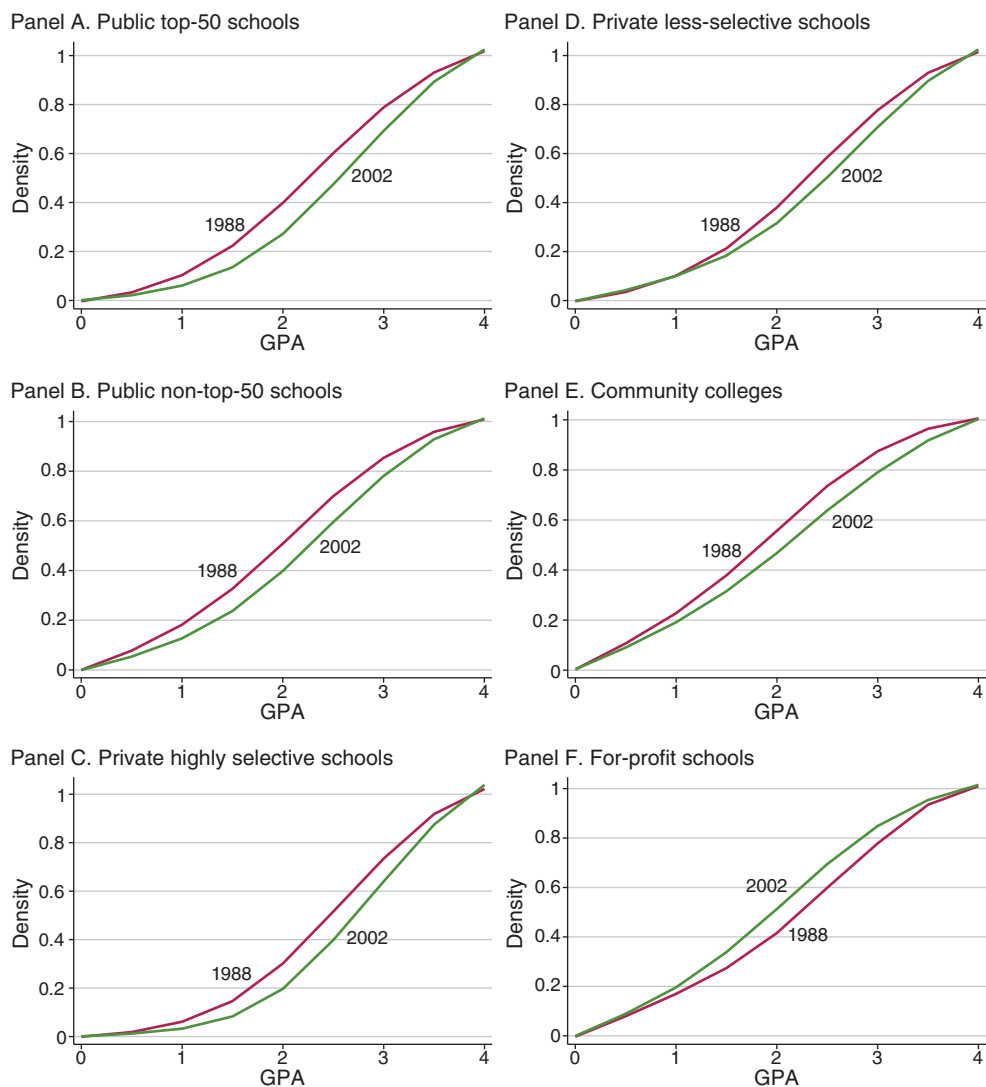 Panel A. Public top-50 schools
1
0.8
0.6
0.4
0.2
0
Density
1988
2002
0 1 2 3 4
GPA
Panel D. Private less-selective schools
1
0.8
0.6
0.4
0.2
0
Density
1988
2002
0 1 2 3 4
GPA
Panel B. Public non-top-50 schools
1
0.8
0.6
0.4
0.2
0
Density
1988
2002
0 1 2 3 4
GPA
Panel E. Community colleges
1
0.8
0.6
0.4
0.2
0
Density
1988
2002
0 1 2 3 4
GPA
Panel C. Private highly selective schools
1
0.8
0.6
0.4
0.2
0
Density
1988
2002
0 1 2 3 4
GPA
Panel F. For-profit schools
1
0.8
0.6
0.4
0.2
0
Density
2002
1988
0 1 2 3 4
GPA